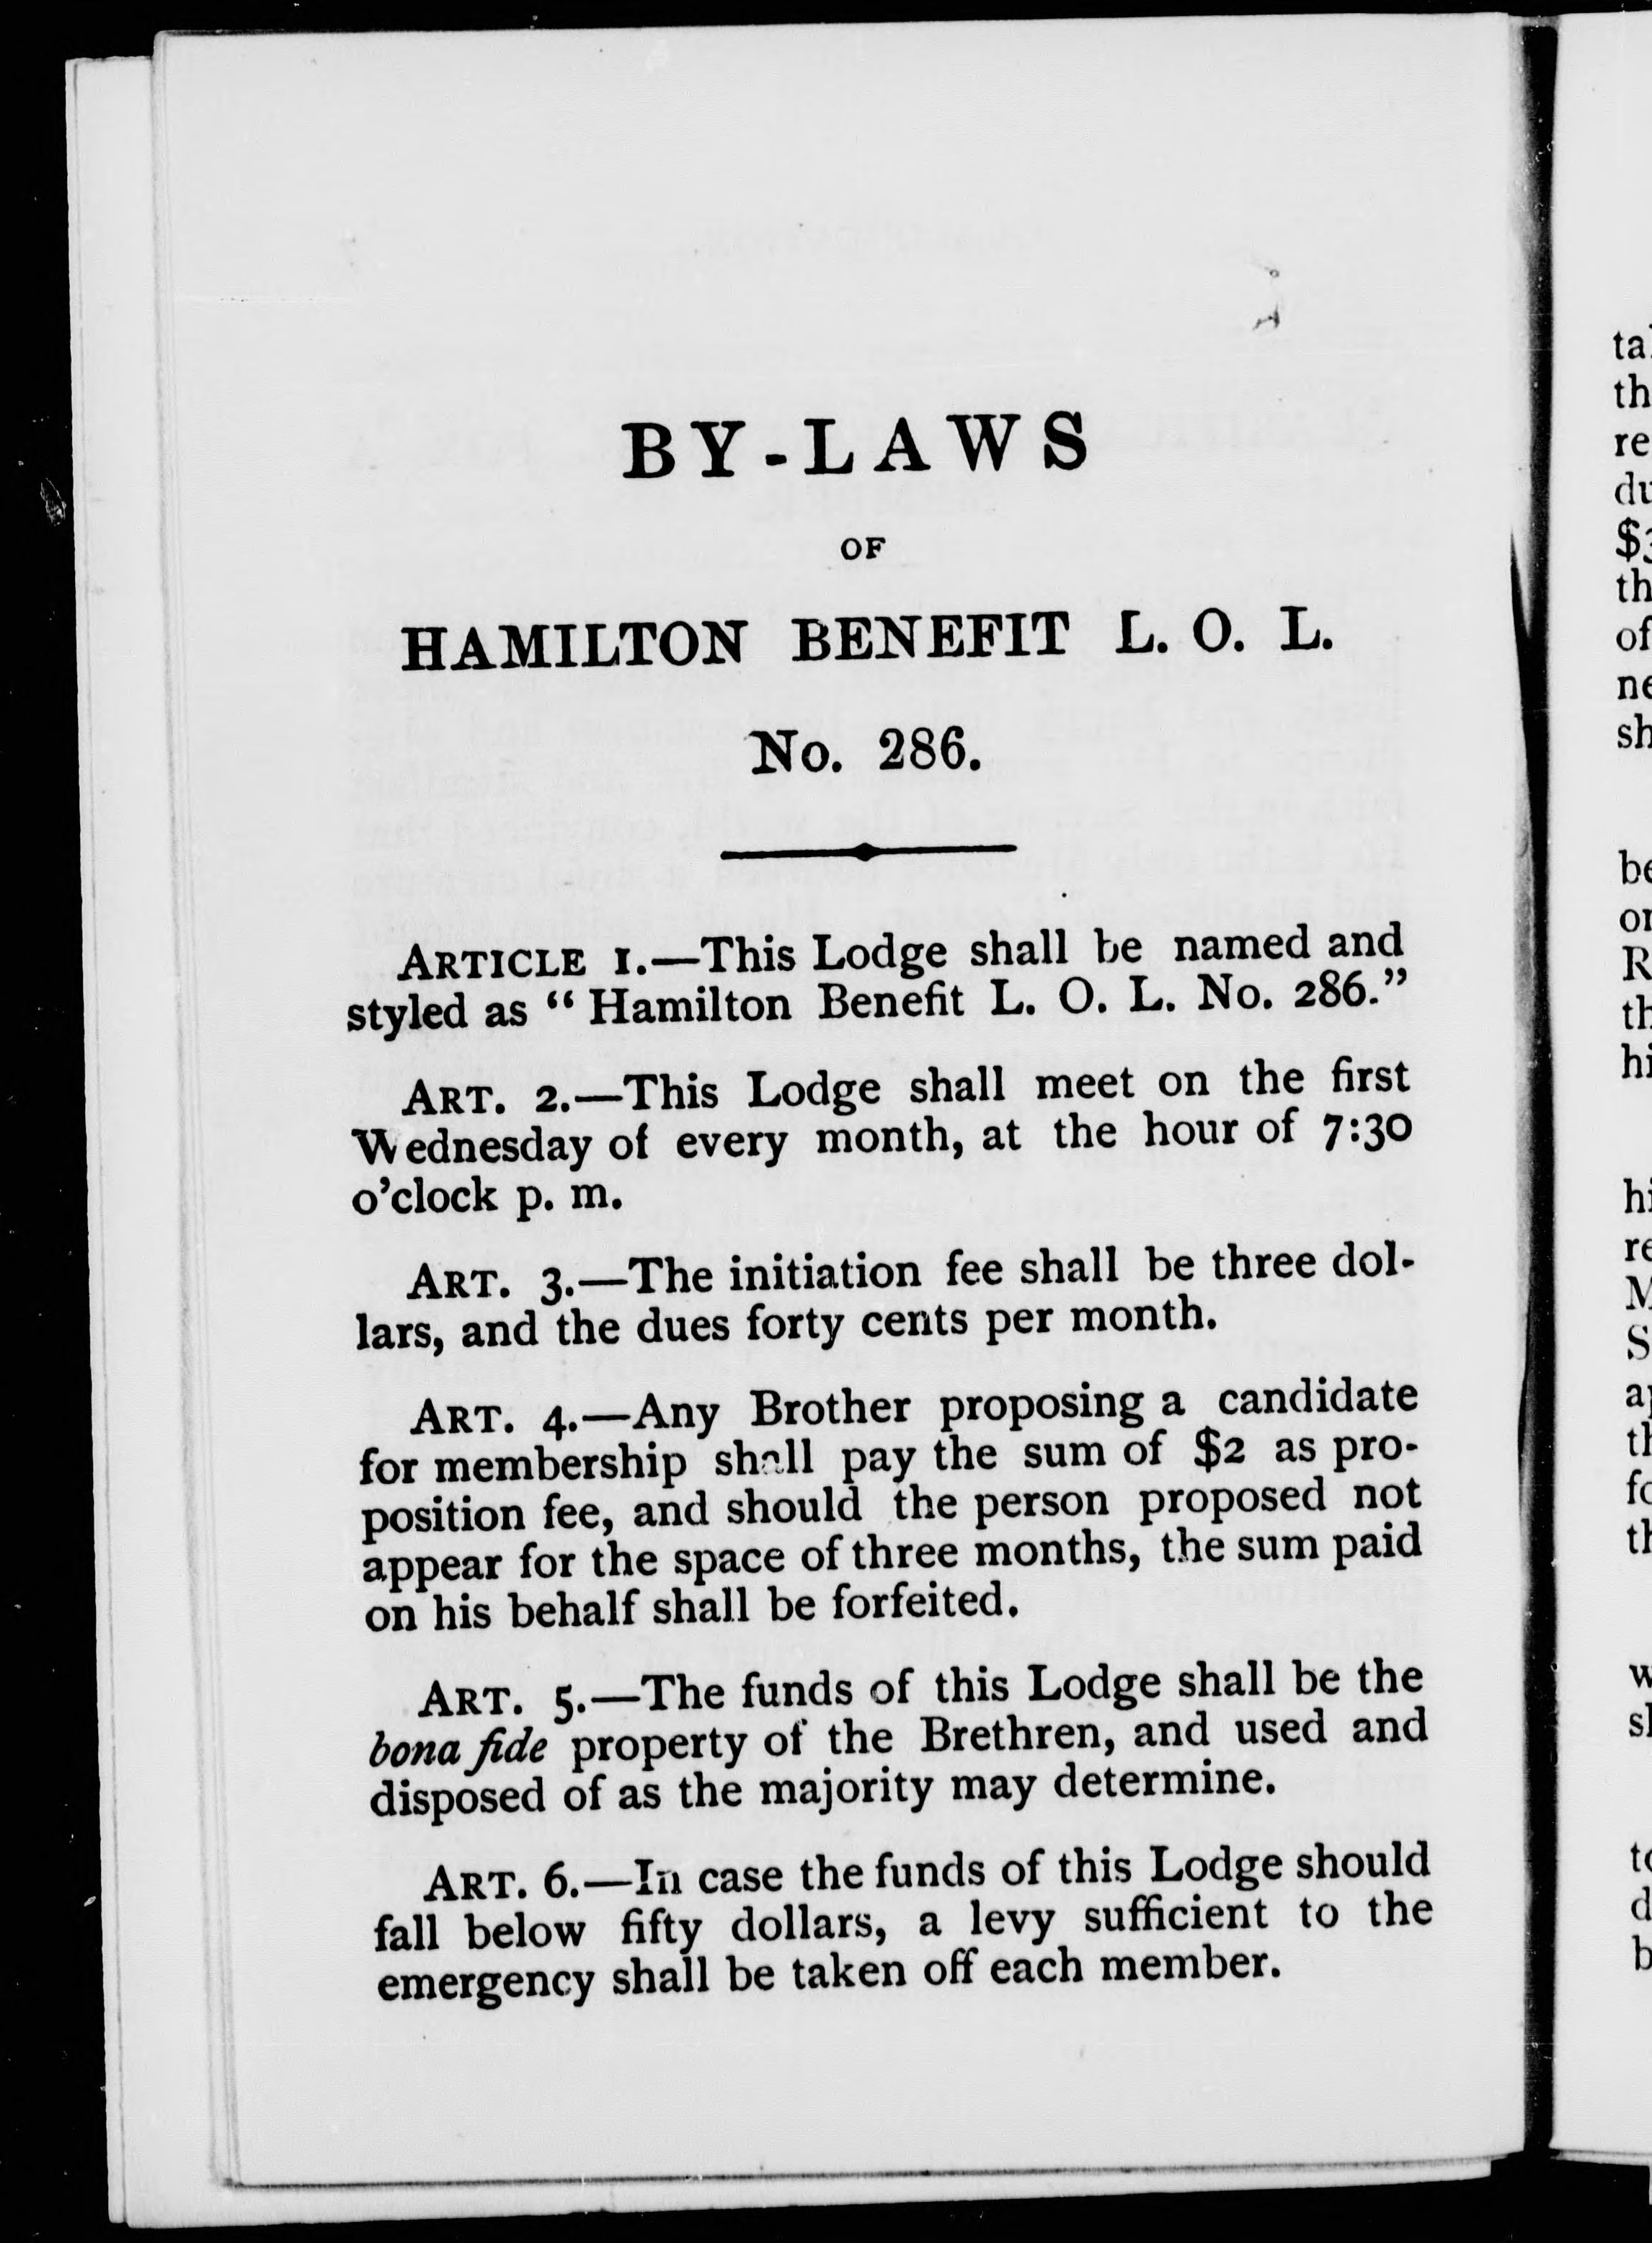 BY-LAWS
OF
HAMILTON BENEFIT L. O. L.
No. 286.
ARTICLE 1.—This Lodge shall be named and
styled as “ Hamilton Benefit L. O. L. No. 286.”
ART. 2.—This Lodge shall meet on the first
Wednesday of every month, at the hour of 7:30
o’clock p. m.
ART. 3.—The initiation fee shall be three dol-
lars, and the dues forty cents per month.
ART. 4.—Any Brother proposing a candidate
for membership shall pay the sum of $2 as pro-
position fee, and should the person proposed not
appear for the space of three months, the sum paid
on his behalf shall be forfeited.
ART. 5.—The funds of this Lodge shall be the
bona fide property of the Brethren, and used and
disposed of as the majority may determine.
ART. 6.—In case the funds of this Lodge should
fall below fifty dollars, a levy sufficient to the
emergency shall be taken off each member.